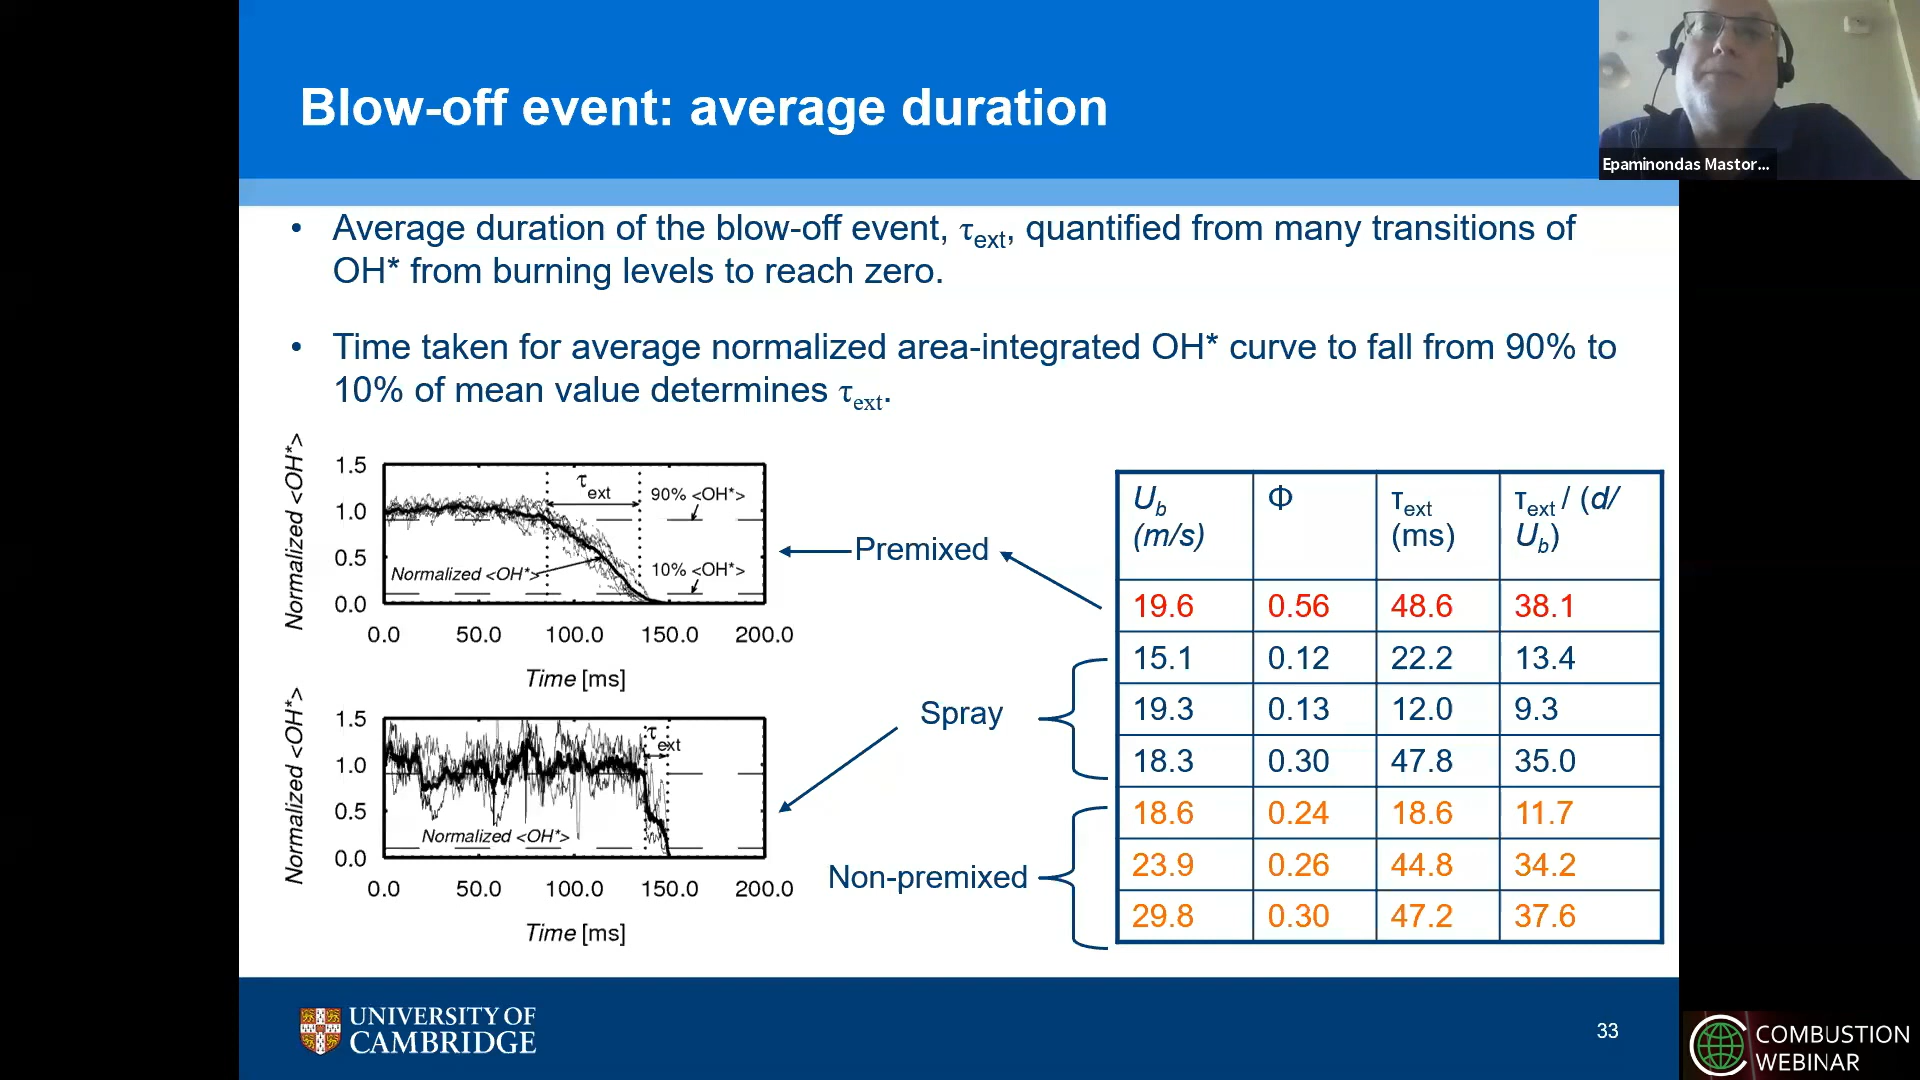 Blow-off event: average duration
Epaminondas Mastor...
• Average duration of the blow-off event, τext, quantified from many transitions of
OH* from burning levels to reach zero.
• Time taken for average normalized area-integrated OH* curve to fall from 90% to
10% of mean value determines τext.
Normalized <OH*>
1.5
1.0
0.5
0.0
τext
90% <OH*>
Normalized <OH*>
10% <OH*>
0.0 50.0 100.0 150.0 200.0
Time [ms]
Normalized <OH*>
1.5
1.0
0.5
0.0
τext
Normalized <OH*>
0.0 50.0 100.0 150.0 200.0
Time [ms]
Premixed
Spray
Non-premixed
Ub (m/s) Φ τext (ms) τext / (d/ Ub)
19.6 0.56 48.6 38.1
15.1 0.12 22.2 13.4
19.3 0.13 12.0 9.3
18.3 0.30 47.8 35.0
18.6 0.24 18.6 11.7
23.9 0.26 44.8 34.2
29.8 0.30 47.2 37.6
UNIVERSITY OF
CAMBRIDGE
33
COMBUSTION
WEBINAR